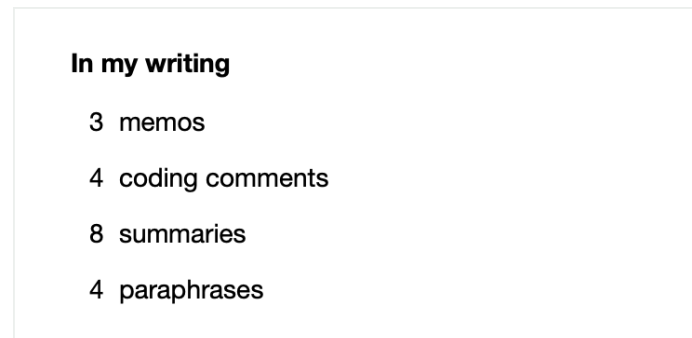 In my writing
3 memos
4 coding comments
8 summaries
4 paraphrases